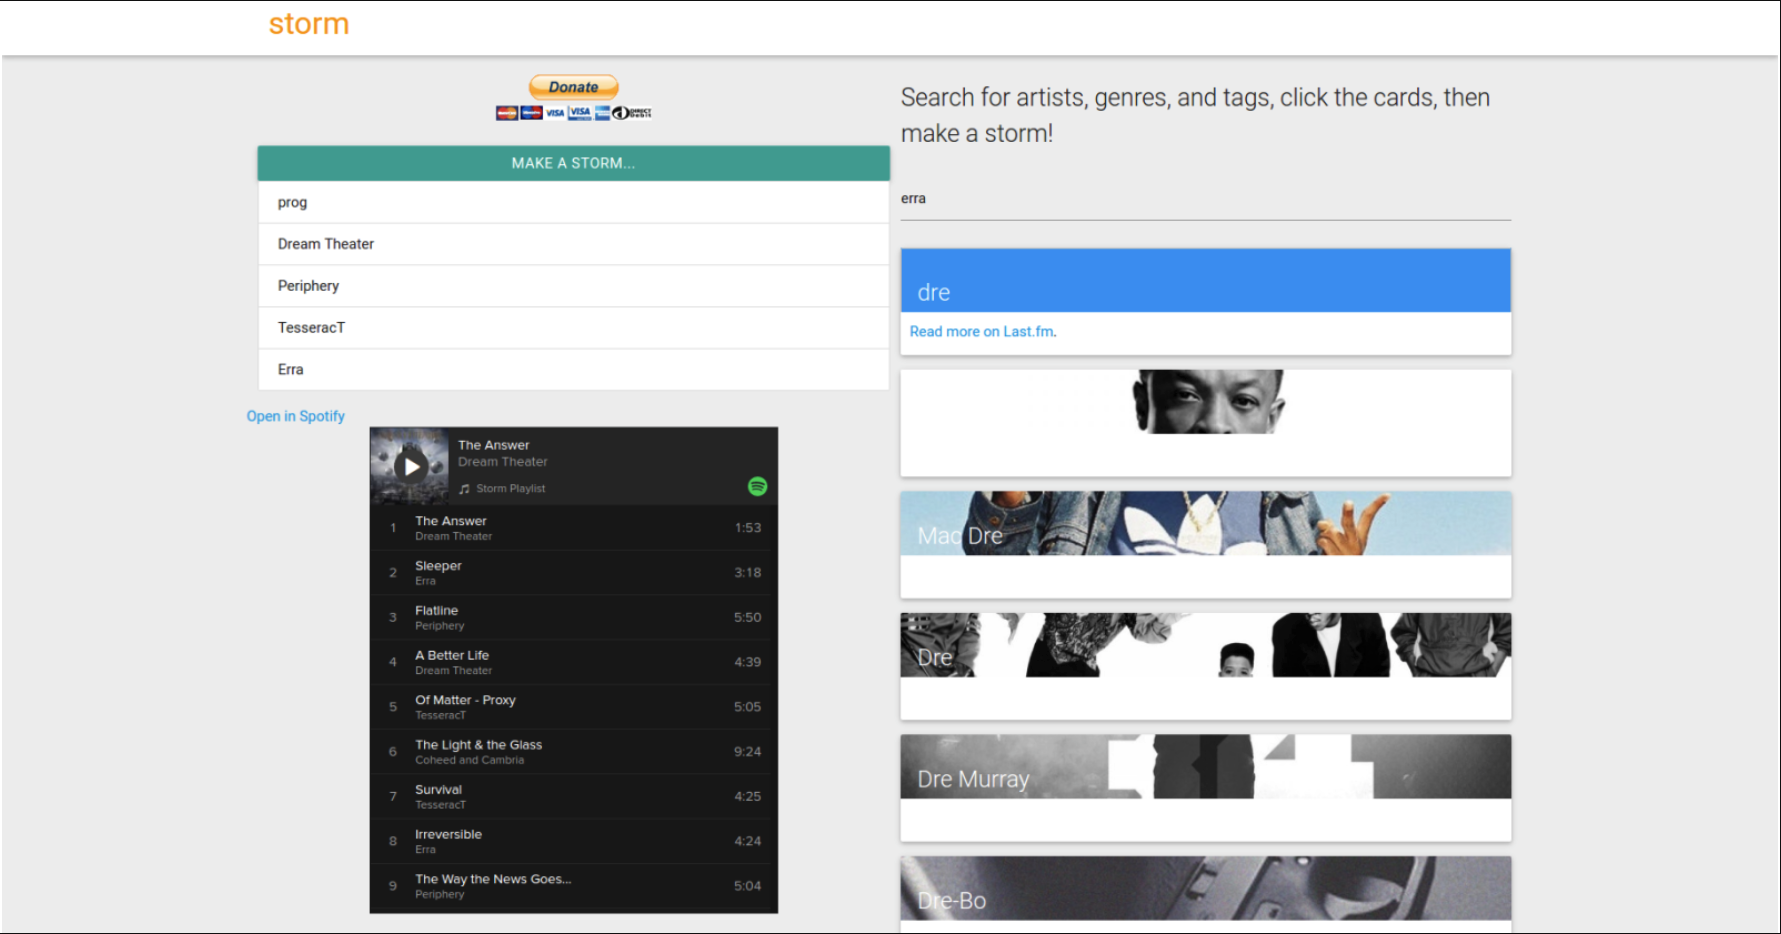 storm
Donate
VISA VISA DIRECT Debit
MAKE A STORM...
prog
Dream Theater
Periphery
TesseracT
Erra
Open in Spotify
The Answer
Dream Theater
Storm Playlist
1 The Answer 1:53
Dream Theater
2 Sleeper 3:18
Erra
3 Flatline 5:50
Periphery
4 A Better Life 4:39
Dream Theater
5 Of Matter - Proxy 5:05
TesseracT
6 The Light & the Glass 9:24
Coheed and Cambria
7 Survival 4:25
TesseracT
8 Irreversible 4:24
Erra
9 The Way the News Goes... 5:04
Periphery
Search for artists, genres, and tags, click the cards, then
make a storm!
erra
dre
Read more on Last.fm.
Mac Dre
Dre
Dre Murray
Dre-Bo